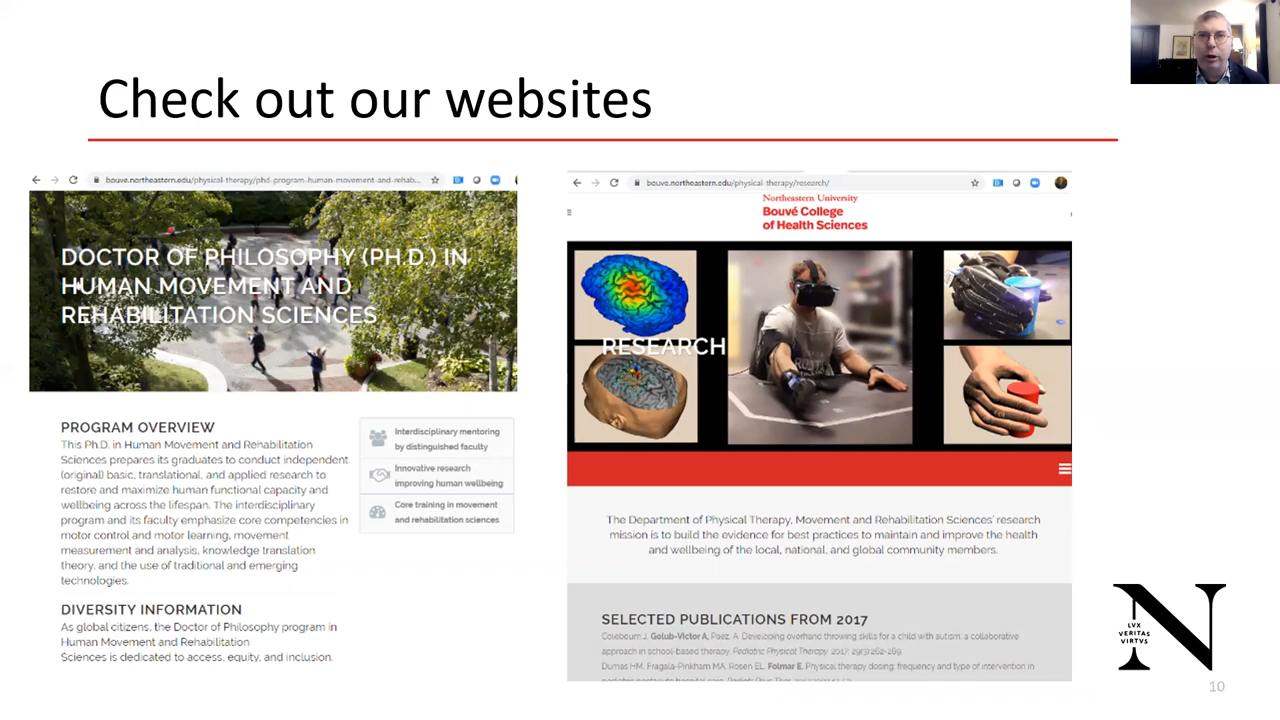 Check out our websites
bouve.northeastern.edu/physical-therapy/phd-program-human-movement-and-rehab...
DOCTOR OF PHILOSOPHY (PH.D.) IN
HUMAN MOVEMENT AND
REHABILITATION SCIENCES
PROGRAM OVERVIEW
This Ph.D. in Human Movement and Rehabilitation
Sciences prepares its graduates to conduct independent
(original) basic, translational, and applied research to
restore and maximize human functional capacity and
wellbeing across the lifespan. The interdisciplinary
program and its faculty emphasize core competencies in
motor control and motor learning, movement
measurement and analysis, knowledge translation
theory, and the use of traditional and emerging
technologies.
Interdisciplinary mentoring
by distinguished faculty
Innovative research
improving human wellbeing
Core training in movement
and rehabilitation sciences
DIVERSITY INFORMATION
As global citizens, the Doctor of Philosophy program in
Human Movement and Rehabilitation
Sciences is dedicated to access, equity, and inclusion.
bouve.northeastern.edu/physical-therapy/research/
Northeastern University
Bouvé College
of Health Sciences
RESEARCH
The Department of Physical Therapy, Movement and Rehabilitation Sciences' research
mission is to build the evidence for best practices to maintain and improve the health
and wellbeing of the local, national, and global community members.
SELECTED PUBLICATIONS FROM 2017
Colebourn J, Golub-Victor A, Paez, A. Developing overhand throwing skills for a child with autism: a collaborative
approach in school-based therapy. Pediatric Physical Therapy. 2017; 29(3):262-269.
Dumas HM, Fragala-Pinkham MA, Rosen EL, Folmar E. Physical therapy dosing: frequency and type of intervention in
N
LVX
VERITAS
VIRTVS
10